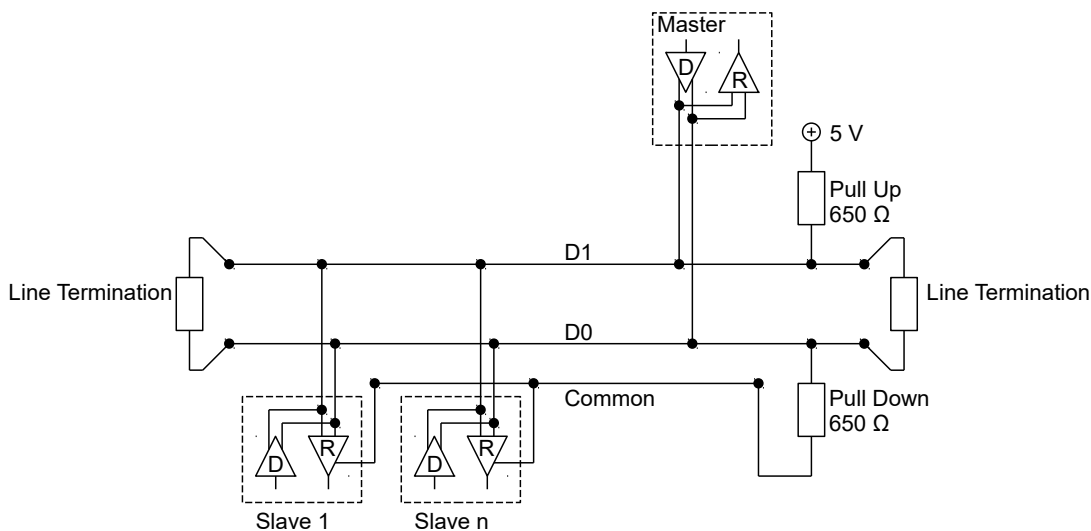 Master
D
R
5 V
Pull Up
650 Ω
D1
Line Termination
Line Termination
D0
Common
Pull Down
650 Ω
D
R
D
R
Slave 1
Slave n